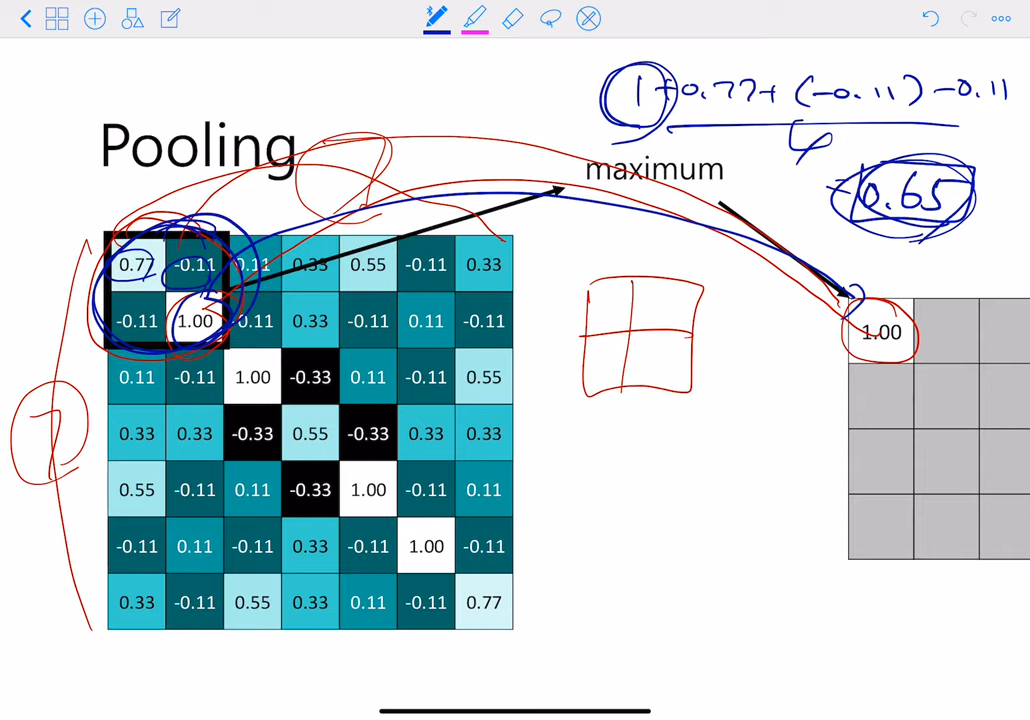 1+0.77+(-0.11)-0.11
4
=0.65
Pooling
maximum
0.77 -0.11 0.11 0.33 0.55 -0.11 0.33
-0.11 1.00 -0.11 0.33 -0.11 0.11 -0.11
0.11 -0.11 1.00 -0.33 0.11 -0.11 0.55
0.33 0.33 -0.33 0.55 -0.33 0.33 0.33
0.55 -0.11 0.11 -0.33 1.00 -0.11 0.11
-0.11 0.11 -0.11 0.33 -0.11 1.00 -0.11
0.33 -0.11 0.55 0.33 0.11 -0.11 0.77
1.00
7